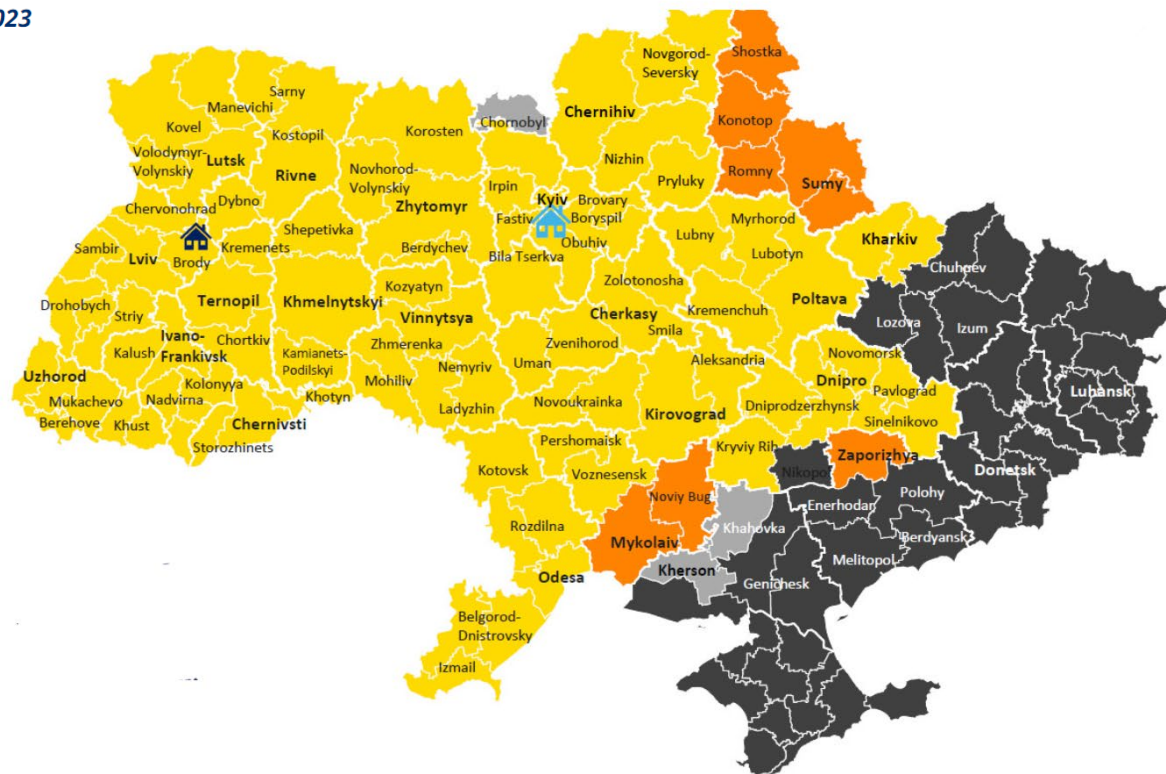 023
Shostka
Novgorod-
Seversky
Sarny
Manevichi
Chernihiv
Chornobyl
Konotop
Kovel
Korosten
Kostopil
Volodymyr-
Volynskiy
Lutsk
Nizhin
Romny
Rivne
Novhorod-
Volynskiy
Pryluky
Sumy
Irpin
Kyiv
Brovary
Dybno
Zhytomyr
Chervonohrad
Fastiv
Boryspil
Myrhorod
Shepetivka
Kharkiv
Sambir
Kremenets
Berdychev
Obuhiv
Lubny
Lviv
Brody
Bila Tserkva
Lubotyn
Chuhuev
Zolotonosha
Kozyatyn
Drohobych
Ternopil
Khmelnytskyi
Poltava
Striy
Vinnytsya
Cherkasy
Kremenchuh
Lozova
Izum
Ivano-
Frankivsk
Chortkiv
Smila
Zhmerenka
Zvenihorod
Kalush
Kamianets-
Podilskyi
Aleksandria
Novomorsk
Uman
Nemyriv
Uzhorod
Kolonyya
Mohiliv
Dnipro
Pavlograd
Luhansk
Mukachevo
Nadvirna
Khotyn
Novoukrainka
Dniprodzerzhynsk
Berehove
Khust
Chernivsti
Ladyzhin
Kirovograd
Sinelnikovo
Storozhinets
Pershomaisk
Kryviy Rih
Zaporizhya
Kotovsk
Voznesensk
Nikopol
Donetsk
Noviy Bug
Polohy
Enerhodar
Rozdilna
Khahovka
Mykolaiv
Berdyansk
Melitopol
Kherson
Odesa
Genichesk
Belgorod-
Dnistrovsky
Izmail